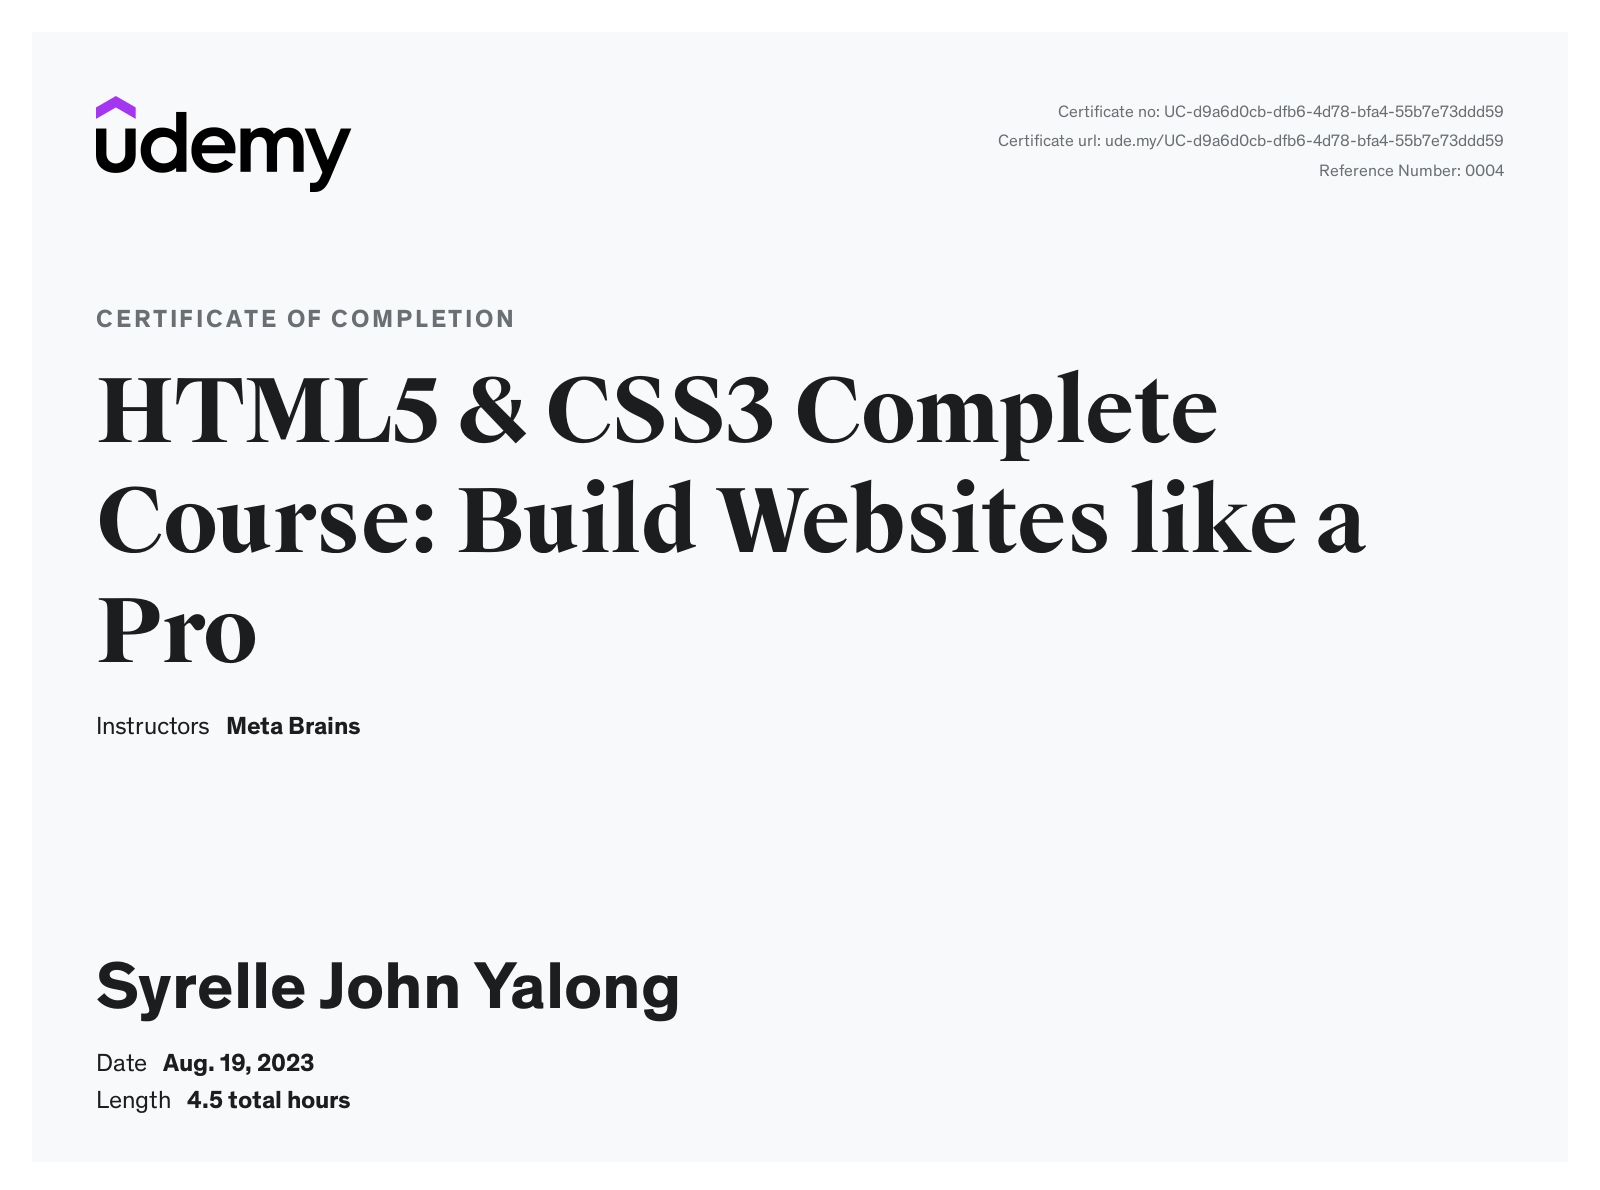 udemy
Certificate no: UC-d9a6d0cb-dfb6-4d78-bfa4-55b7e73ddd59
Certificate url: ude.my/UC-d9a6d0cb-dfb6-4d78-bfa4-55b7e73ddd59
Reference Number: 0004
CERTIFICATE OF COMPLETION
HTML5 & CSS3 Complete
Course: Build Websites like a
Pro
Instructors Meta Brains
Syrelle John Yalong
Date Aug. 19, 2023
Length 4.5 total hours